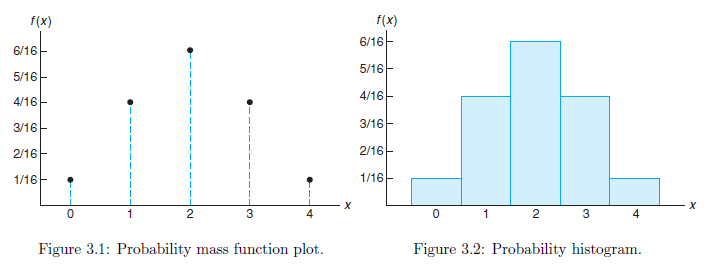 f(x)
6/16
5/16
4/16
3/16
2/16
1/16
0 1 2 3 4 x
Figure 3.1: Probability mass function plot.
f(x)
6/16
5/16
4/16
3/16
2/16
1/16
0 1 2 3 4 x
Figure 3.2: Probability histogram.